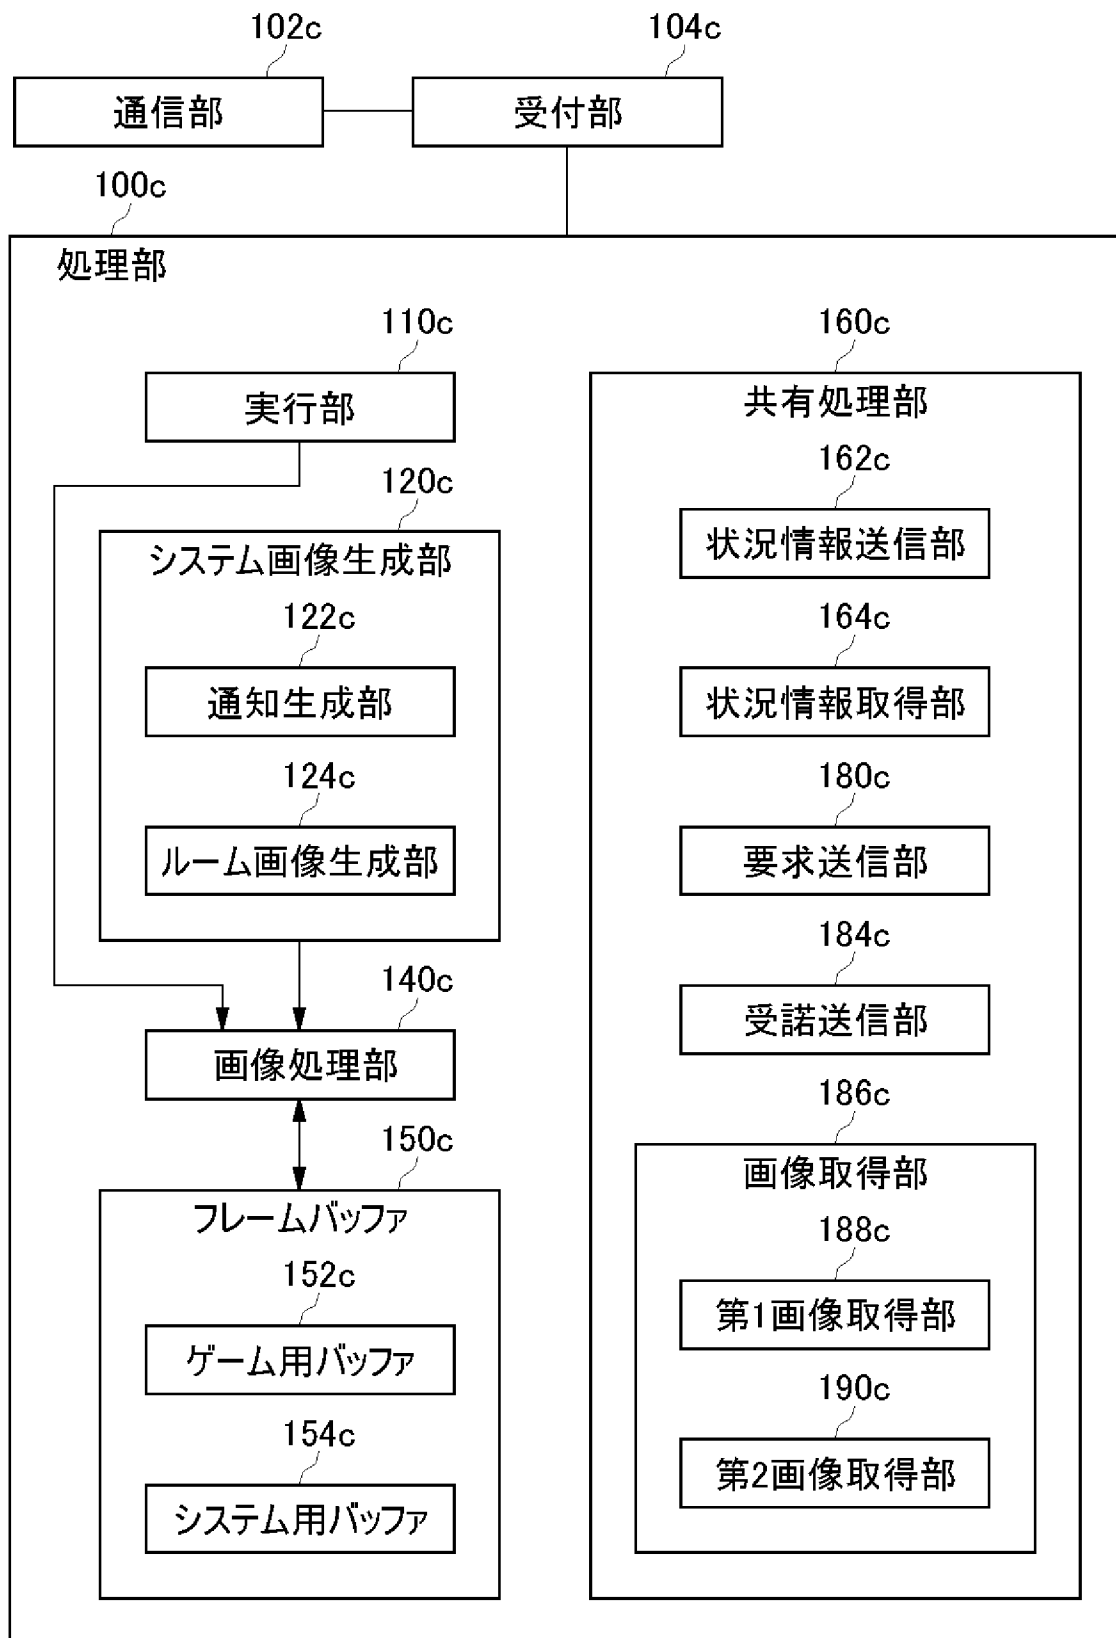 102c
通信部
104c
受付部
100c
処理部
110c
実行部
120c
システム画像生成部
122c
通知生成部
124c
ルーム画像生成部
140c
画像処理部
150c
フレームバッファ
152c
ゲーム用バッファ
154c
システム用バッファ
160c
共有処理部
162c
状況情報送信部
164c
状況情報取得部
180c
要求送信部
184c
受諾送信部
186c
画像取得部
188c
第1画像取得部
190c
第2画像取得部